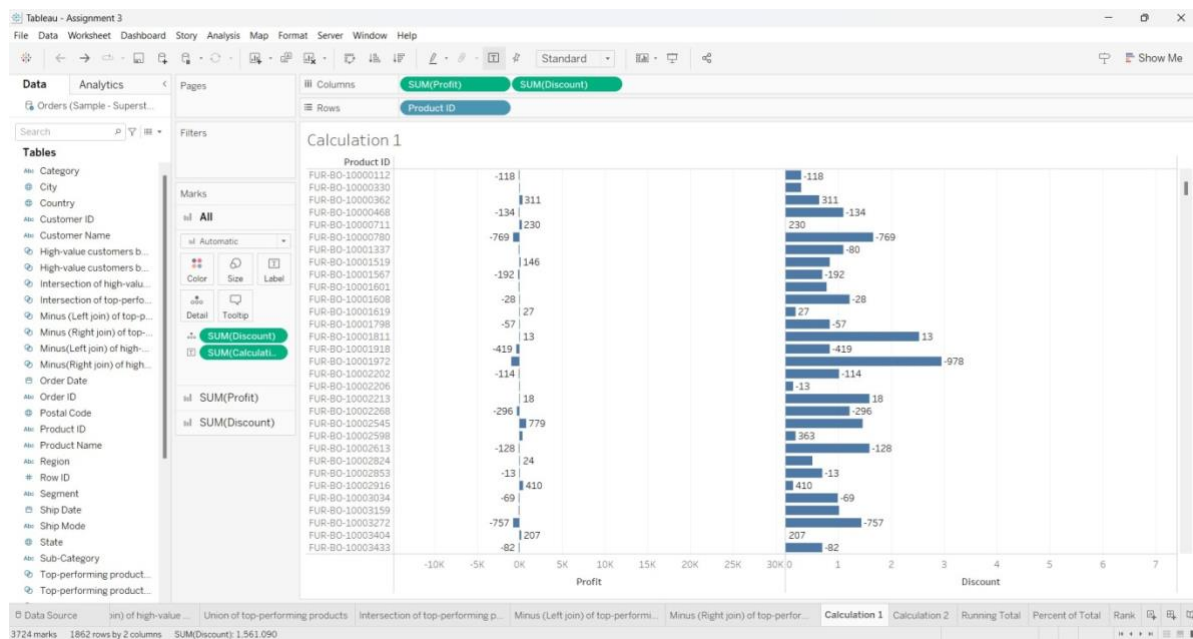 Tableau - Assignment 3
File Data Worksheet Dashboard Story Analysis Map Format Server Window Help
Standard
Show Me
Data Analytics
Orders (Sample - Superst...
Search
Tables
Category
City
Country
Customer ID
Customer Name
High-value customers b...
High-value customers b...
Intersection of high-valu...
Intersection of top-perfo...
Minus (Left join) of top-p...
Minus (Right join) of top-...
Minus(Left join) of high-...
Minus(Right join) of high...
Order Date
Order ID
Postal Code
Product ID
Product Name
Region
Row ID
Segment
Ship Date
Ship Mode
State
Sub-Category
Top-performing product...
Top-performing product...
Pages
Filters
Marks
All
Automatic
Color Size Label
Detail Tooltip
SUM(Discount)
SUM(Calculati..
SUM(Profit)
SUM(Discount)
Columns SUM(Profit) SUM(Discount)
Rows Product ID
Calculation 1
Product ID
FUR-BO-10000112 -118 -118
FUR-BO-10000330
FUR-BO-10000362 311 311
FUR-BO-10000468 -134 -134
FUR-BO-10000711 230 230
FUR-BO-10000780 -769 -769
FUR-BO-10001337 -80
FUR-BO-10001519 146
FUR-BO-10001567 -192 -192
FUR-BO-10001601
FUR-BO-10001608 -28 -28
FUR-BO-10001619 27 27
FUR-BO-10001798 -57 -57
FUR-BO-10001811 13 13
FUR-BO-10001918 -419 -419
FUR-BO-10001972 -978
FUR-BO-10002202 -114 -114
FUR-BO-10002206 -13
FUR-BO-10002213 18 18
FUR-BO-10002268 -296 -296
FUR-BO-10002545 779
FUR-BO-10002598 363
FUR-BO-10002613 -128 -128
FUR-BO-10002824 24
FUR-BO-10002853 -13 -13
FUR-BO-10002916 410 410
FUR-BO-10003034 -69 -69
FUR-BO-10003159
FUR-BO-10003272 -757 -757
FUR-BO-10003404 207 207
FUR-BO-10003433 -82 -82
-10K -5K 0K 5K 10K 15K 20K 25K 30K 0 1 2 3 4 5 6 7
Profit Discount
Data Source oin) of high-value ... Union of top-performing products Intersection of top-performing p... Minus (Left join) of top-performi... Minus (Right join) of top-perfor... Calculation 1 Calculation 2 Running Total Percent of Total Rank
3724 marks 1862 rows by 2 columns SUM(Discount): 1,561.090